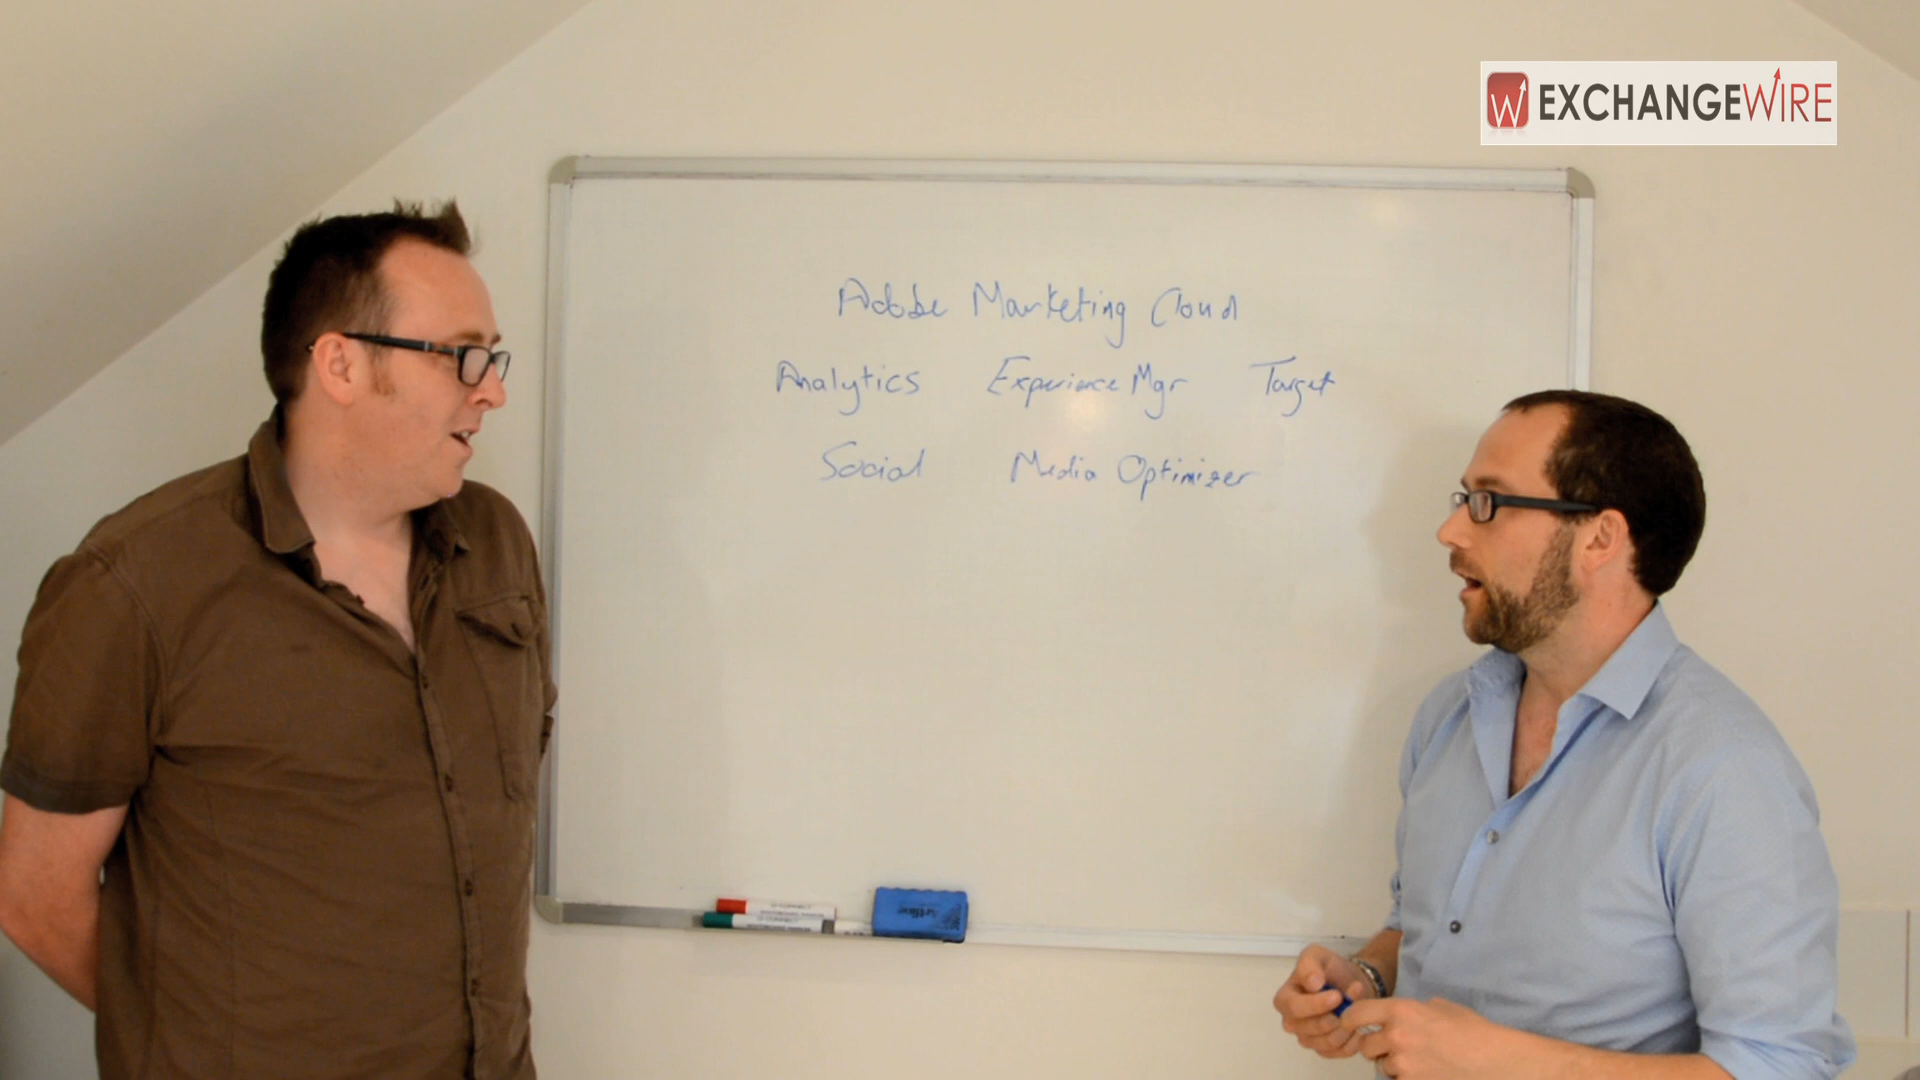 EXCHANGEWIRE
Adobe Marketing Cloud
Analytics Experience Mgr Target
Social Media Optimizer